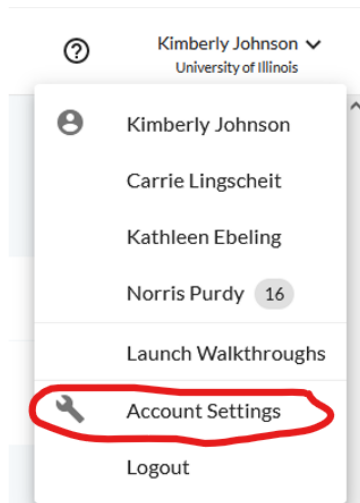 Kimberly Johnson
University of Illinois
Kimberly Johnson
Carrie Lingscheit
Kathleen Ebeling
Norris Purdy 16
Launch Walkthroughs
Account Settings
Logout